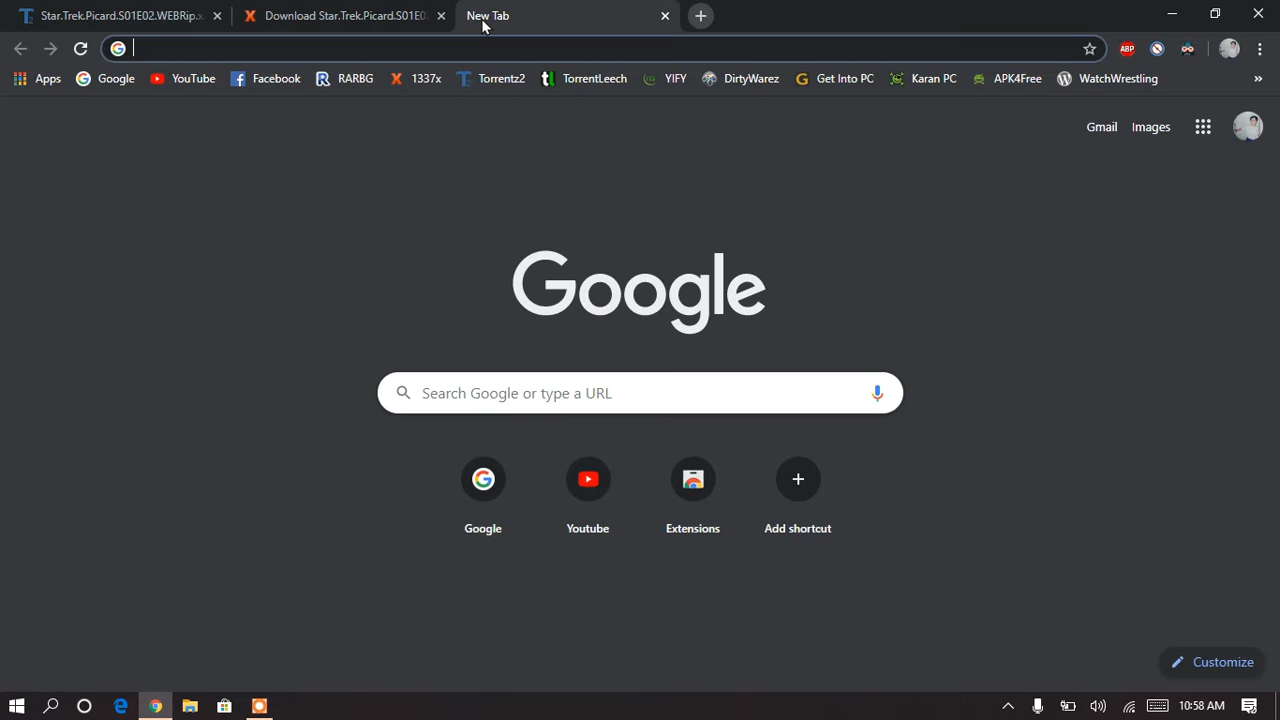 Star.Trek.Picard.S01E02.WEBRip.x
Download Star.Trek.Picard.S01E02
New Tab
Apps
Google
YouTube
Facebook
RARBG
1337x
Torrentz2
TorrentLeech
YIFY
DirtyWarez
Get Into PC
Karan PC
APK4Free
WatchWrestling
»
Gmail
Images
Google
Search Google or type a URL
Google
Youtube
Extensions
Add shortcut
Customize
10:58 AM